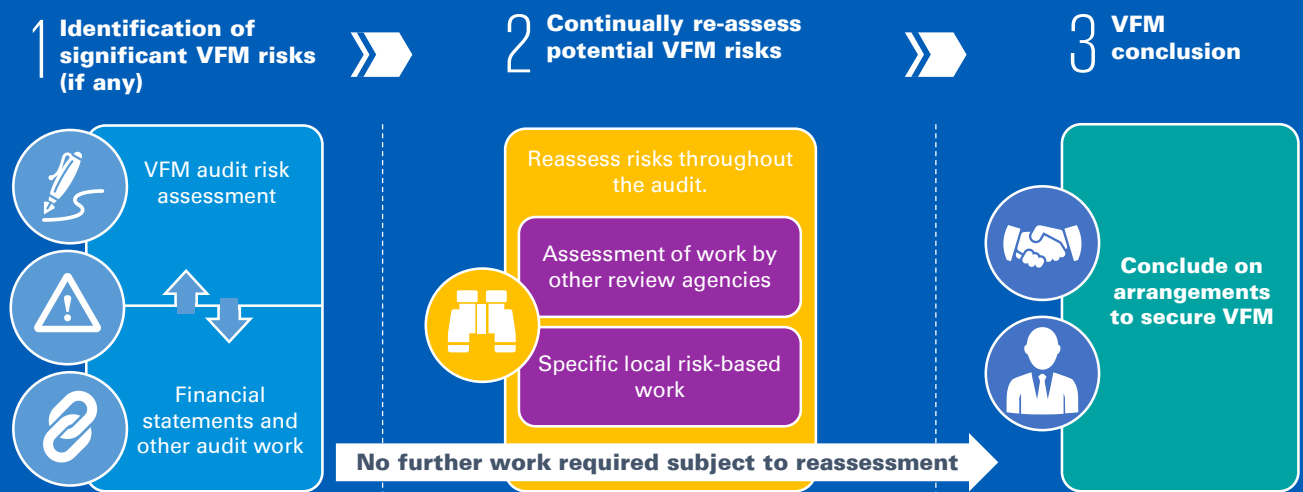 1
Identification of
significant VFM risks
(if any)
2
Continually re-assess
potential VFM risks
3
VFM
conclusion
VFM audit risk
assessment
Financial
statements and
other audit work
Reassess risks throughout
the audit.
Assessment of work by
other review agencies
Specific local risk-based
work
Conclude on
arrangements
to secure VFM
No further work required subject to reassessment